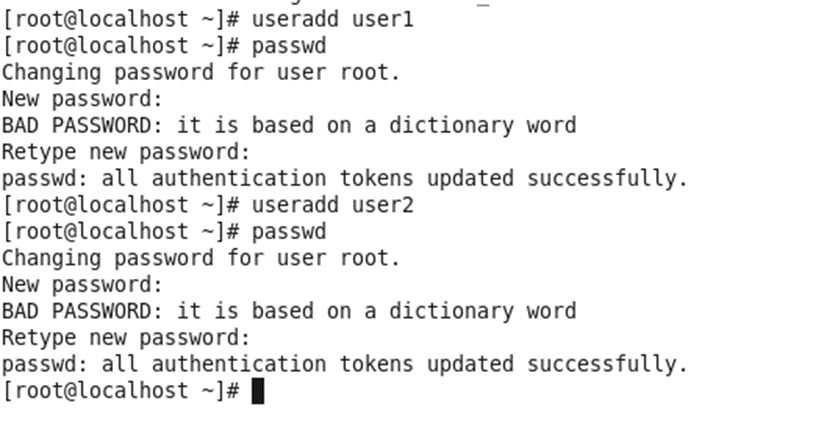 [root@localhost ~]# useradd user1
[root@localhost ~]# passwd
Changing password for user root.
New password:
BAD PASSWORD: it is based on a dictionary word
Retype new password:
passwd: all authentication tokens updated successfully.
[root@localhost ~]# useradd user2
[root@localhost ~]# passwd
Changing password for user root.
New password:
BAD PASSWORD: it is based on a dictionary word
Retype new password:
passwd: all authentication tokens updated successfully.
[root@localhost ~]#